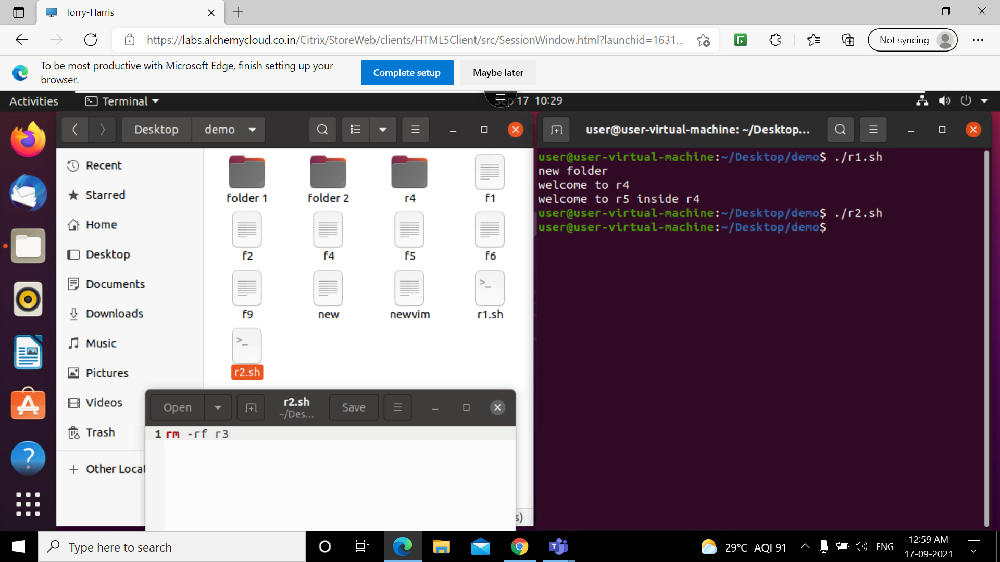 Torry-Harris
https://labs.alchemycloud.co.in/Citrix/StoreWeb/clients/HTML5Client/src/SessionWindow.html?launchid=1631...
Not syncing
To be most productive with Microsoft Edge, finish setting up your
browser.
Complete setup
Maybe later
Activities
Terminal
Sep 17 10:29
Desktop
demo
user@user-virtual-machine: ~/Desktop...
Recent
Starred
Home
Desktop
Documents
Downloads
Music
Pictures
Videos
Trash
Other Locat
folder 1
folder 2
r4
f1
f2
f4
f5
f6
f9
new
newvim
>_
r1.sh
>_
r2.sh
user@user-virtual-machine:~/Desktop/demo$ ./r1.sh
new folder
welcome to r4
welcome to r5 inside r4
user@user-virtual-machine:~/Desktop/demo$ ./r2.sh
user@user-virtual-machine:~/Desktop/demo$
Open
r2.sh
~/Des...
Save
1 rm -rf r3
s)
Type here to search
29°C AQI 91
ENG
12:59 AM
17-09-2021